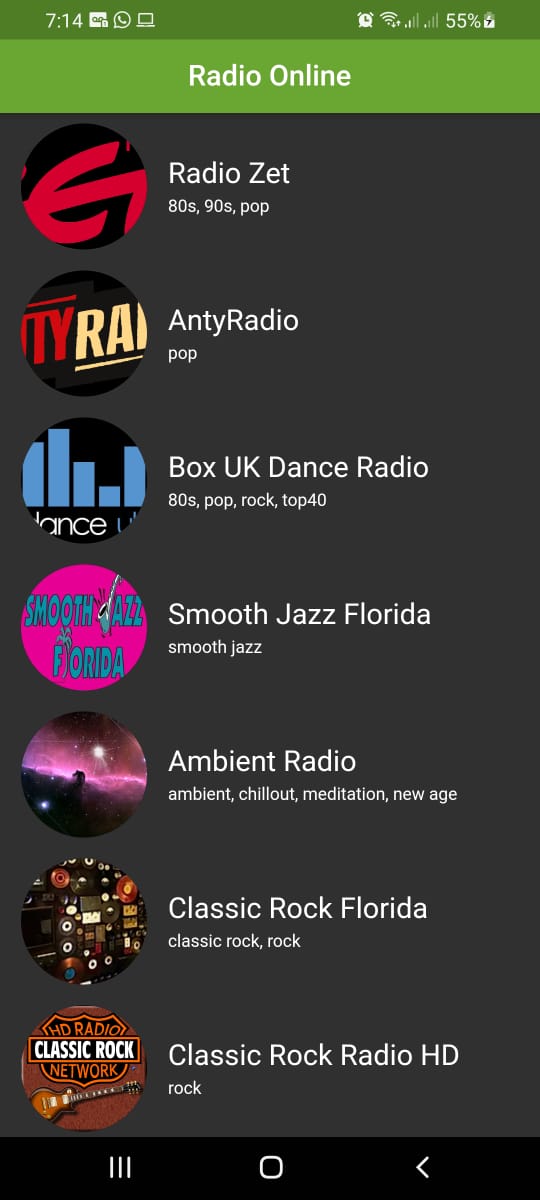 7:14
55%
Radio Online
Radio Zet
80s, 90s, pop
TYRA
AntyRadio
pop
Box UK Dance Radio
80s, pop, rock, top40
dance u
SMOOTH JAZZ
FLORIDA
Smooth Jazz Florida
smooth jazz
Ambient Radio
ambient, chillout, meditation, new age
Classic Rock Florida
classic rock, rock
HD RADIO
CLASSIC ROCK
NETWORK
Classic Rock Radio HD
rock